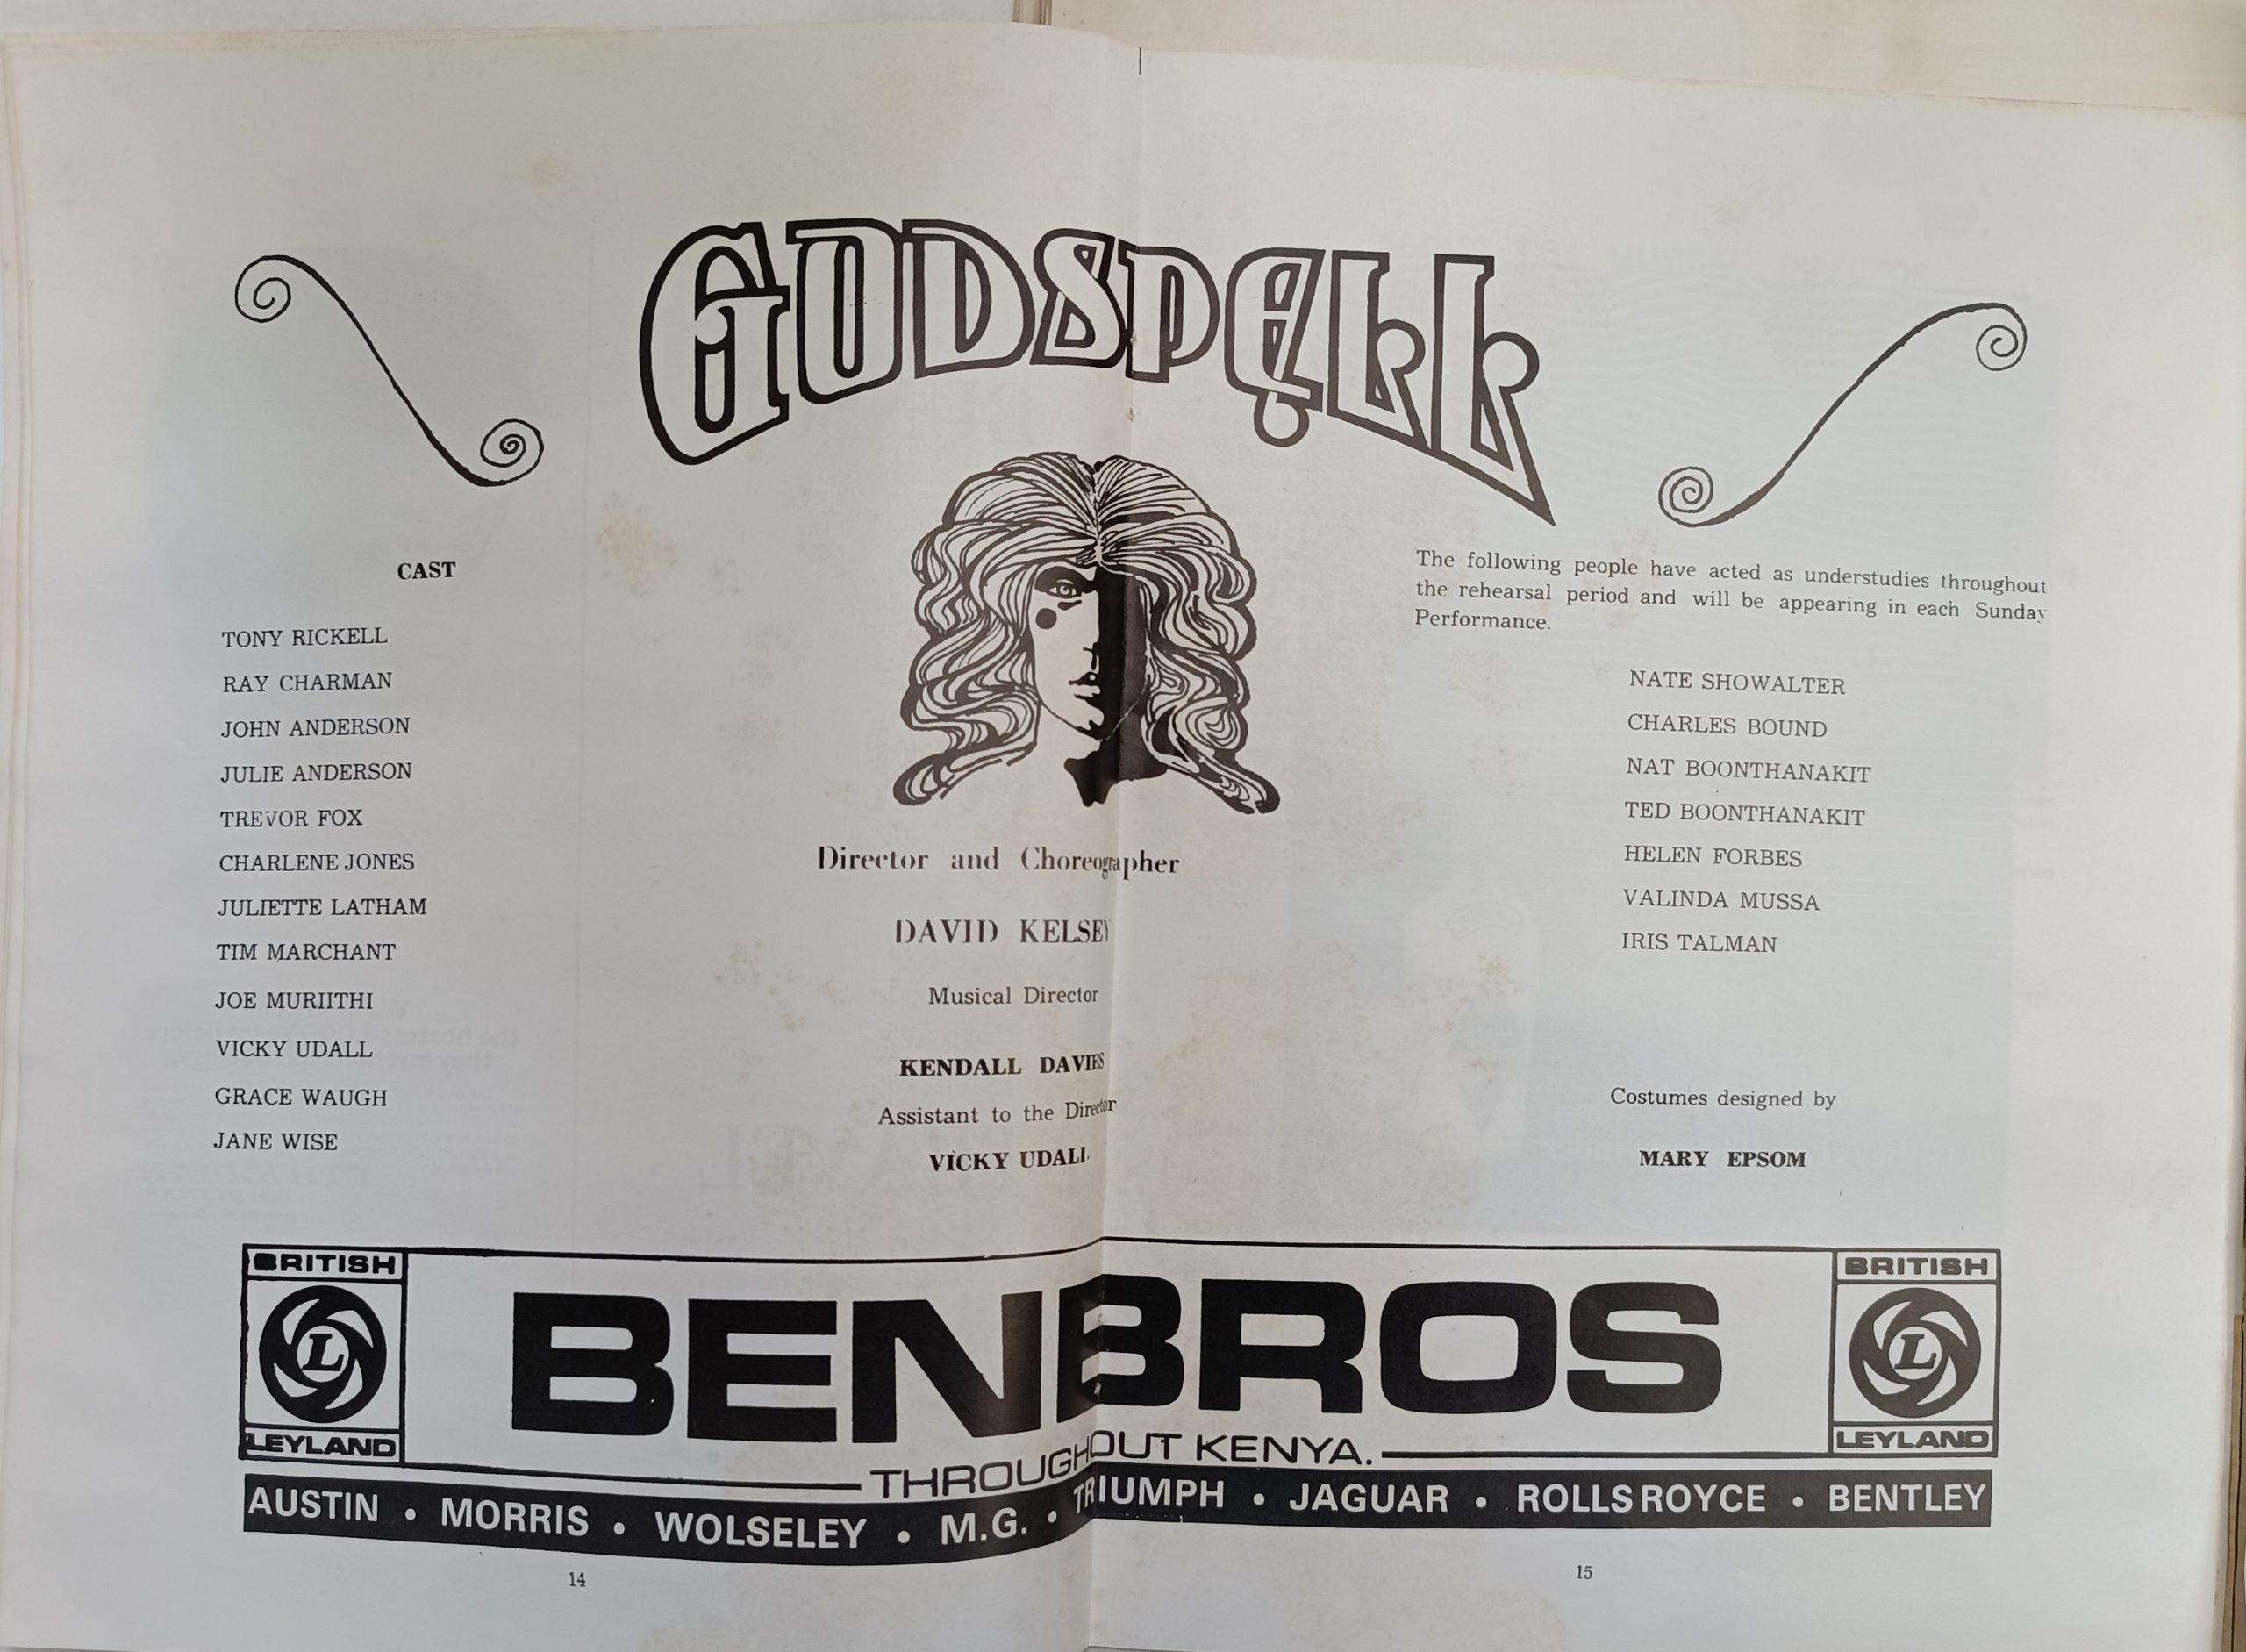 GODSPELL
CAST
TONY RICKELL
RAY CHARMAN
JOHN ANDERSON
JULIE ANDERSON
TREVOR FOX
CHARLENE JONES
JULIETTE LATHAM
TIM MARCHANT
JOE MURIITHI
VICKY UDALL
GRACE WAUGH
JANE WISE
Director and Choreographer
DAVID KELSEY
Musical Director
KENDALL DAVIES
Assistant to the Director
VICKY UDALL
The following people have acted as understudies throughout
the rehearsal period and will be appearing in each Sunday
Performance.
NATE SHOWALTER
CHARLES BOUND
NAT BOONTHANAKIT
TED BOONTHANAKIT
HELEN FORBES
VALINDA MUSSA
IRIS TALMAN
Costumes designed by
MARY EPSOM
BRITISH
L
LEYLAND
BENBROS
THROUGHOUT KENYA.
BRITISH
L
LEYLAND
AUSTIN • MORRIS • WOLSELEY • M.G. • TRIUMPH • JAGUAR • ROLLS ROYCE • BENTLEY
14
15